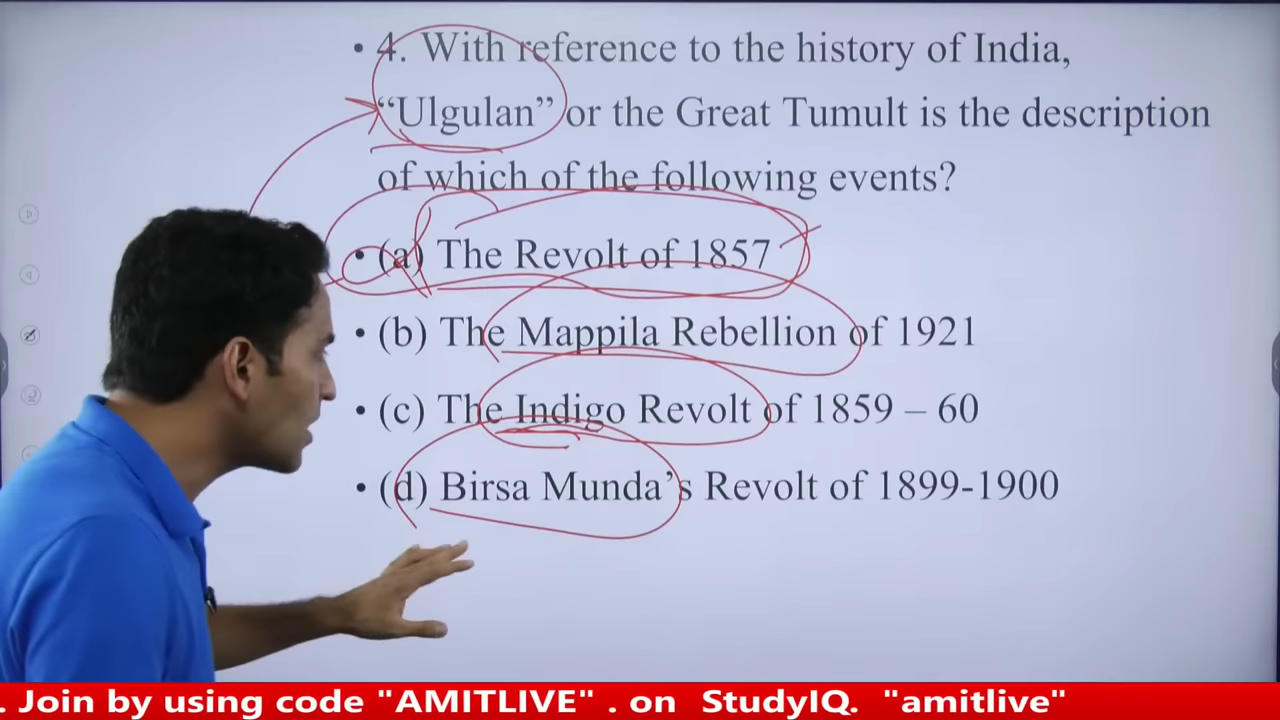 • 4. With reference to the history of India,
“Ulgulan” or the Great Tumult is the description
of which of the following events?
• (a) The Revolt of 1857
• (b) The Mappila Rebellion of 1921
• (c) The Indigo Revolt of 1859 – 60
• (d) Birsa Munda’s Revolt of 1899-1900
. Join by using code "AMITLIVE" . on StudyIQ. "amitlive"